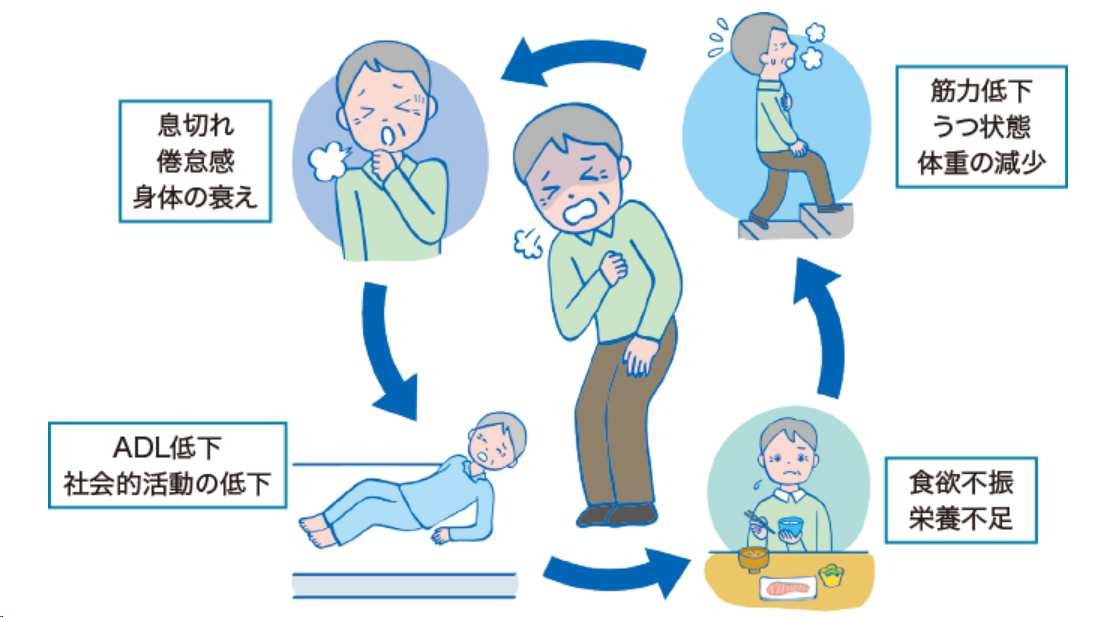 息切れ
倦怠感
身体の衰え
筋力低下
うつ状態
体重の減少
ADL低下
社会的活動の低下
食欲不振
栄養不足